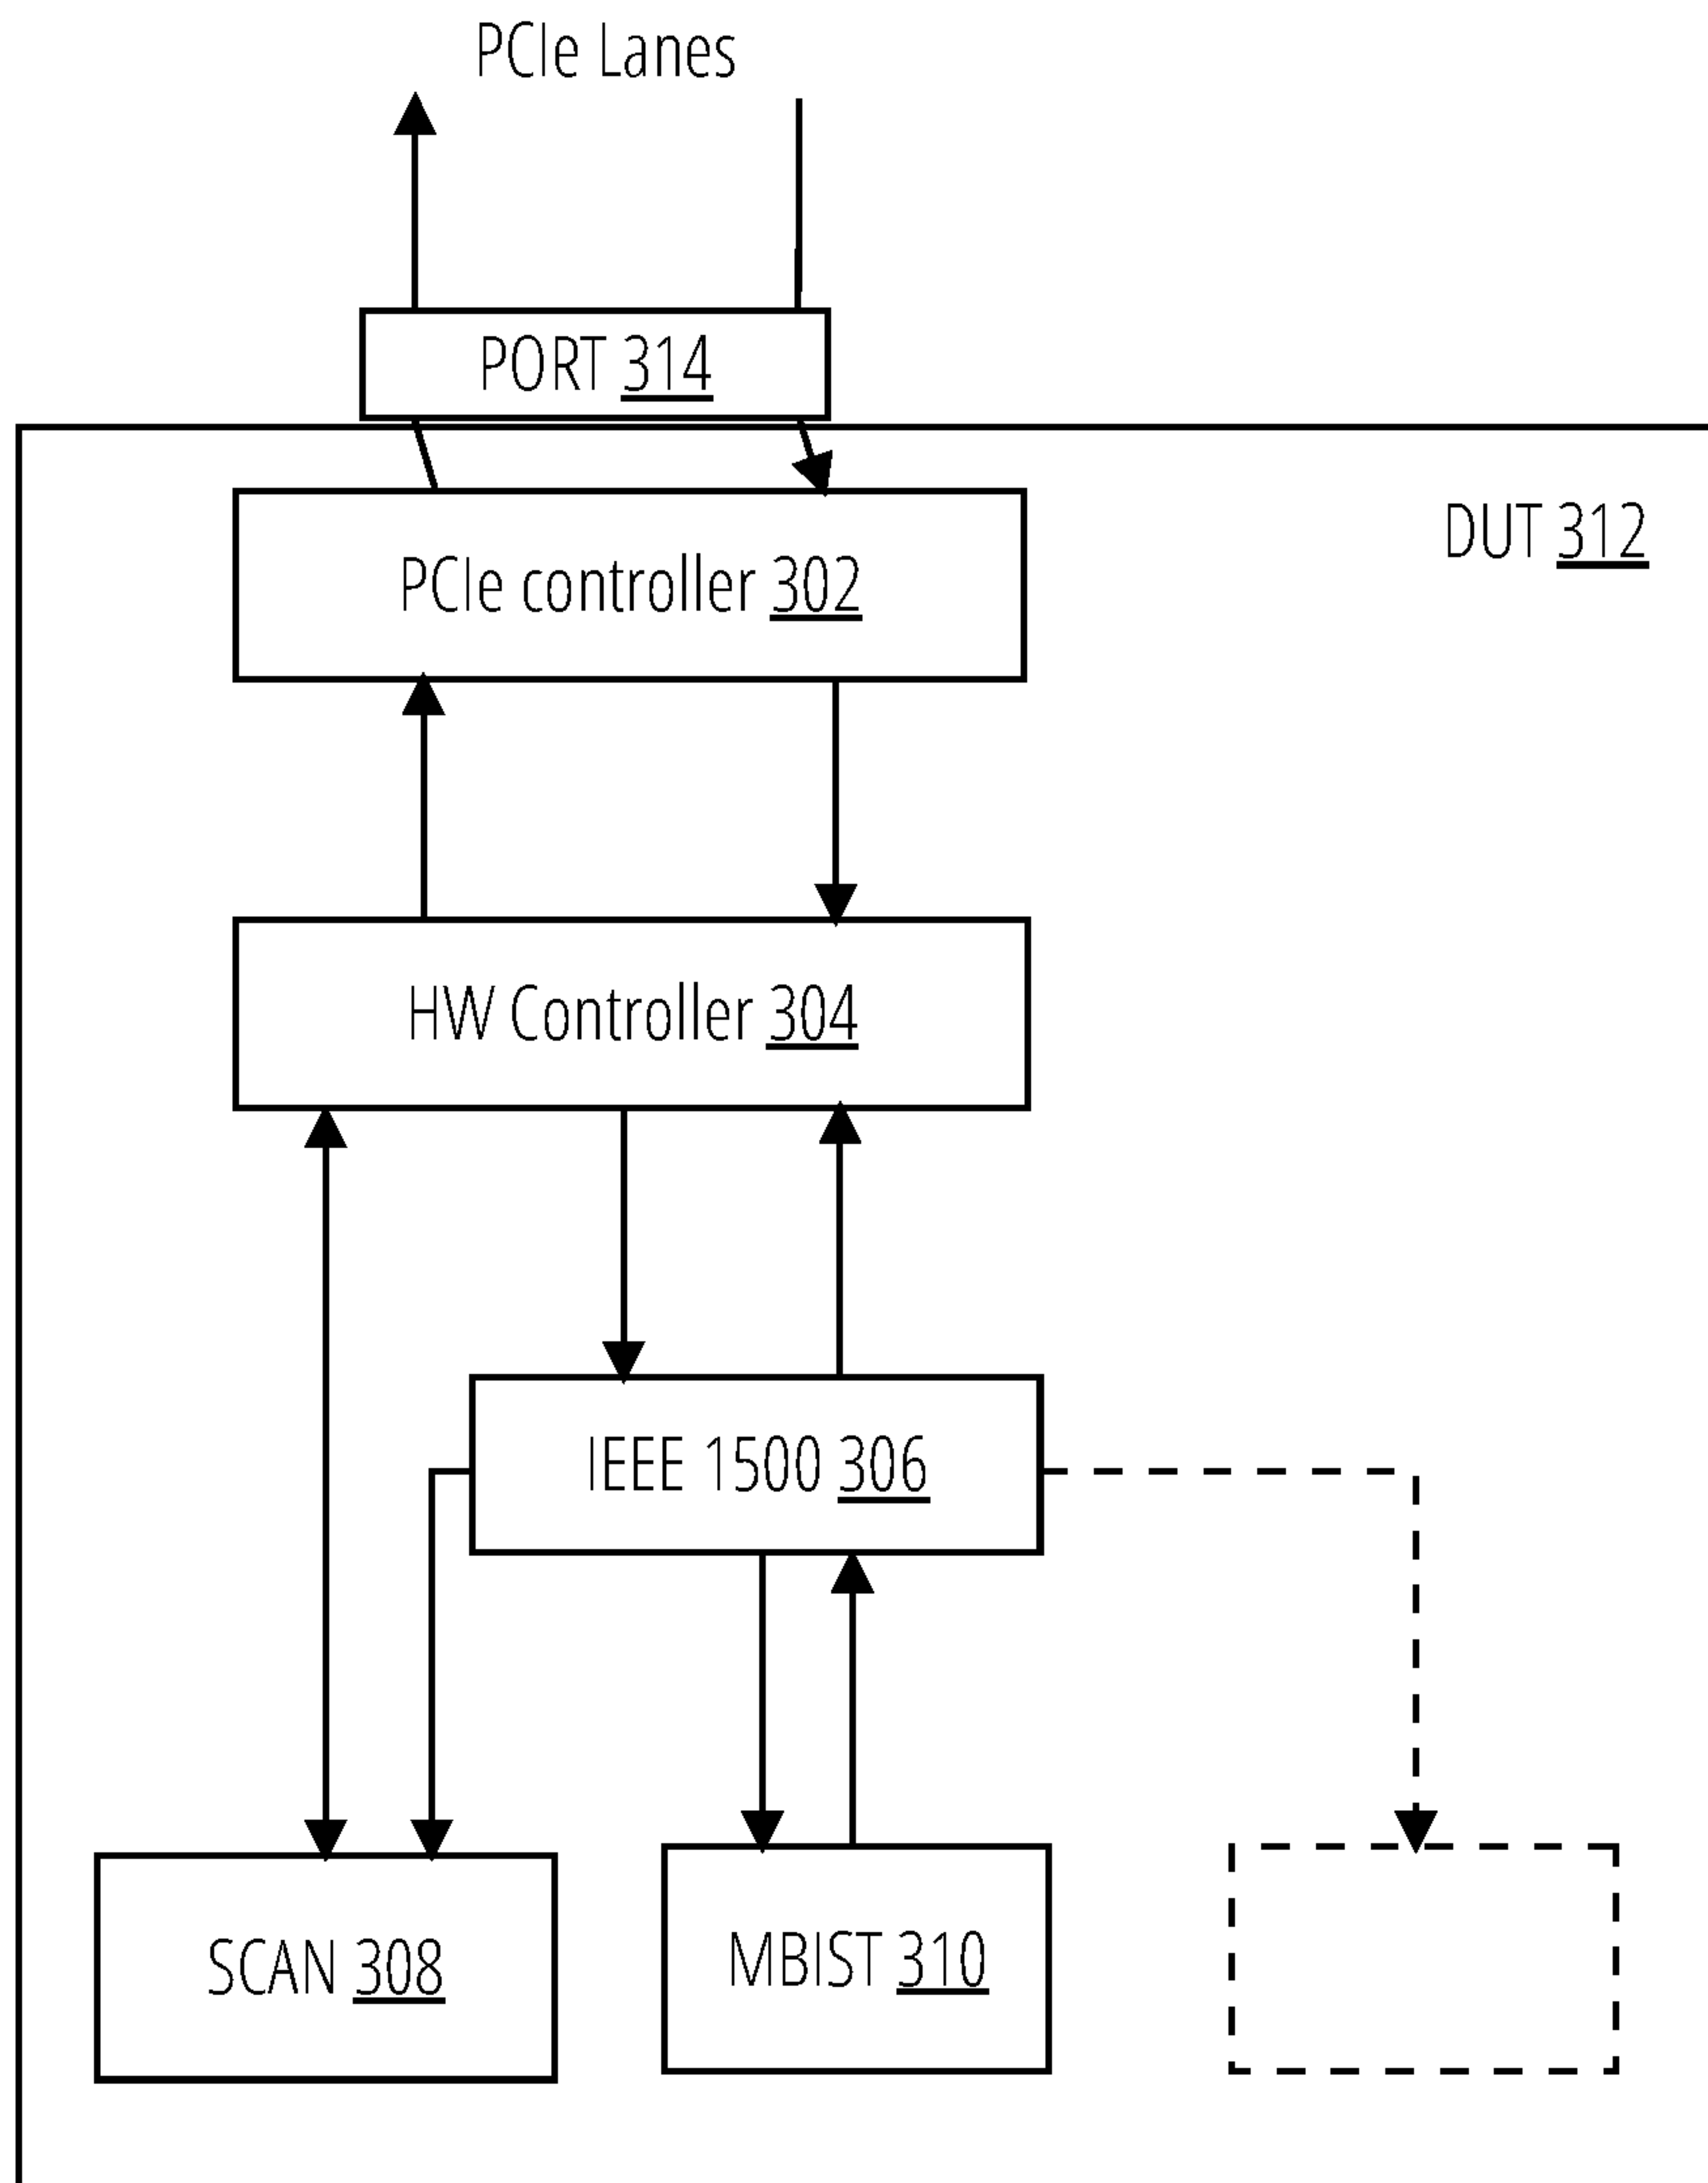 PCIe Lanes
PORT 314
DUT 312
PCIe controller 302
HW Controller 304
IEEE 1500 306
SCAN 308
MBIST 310